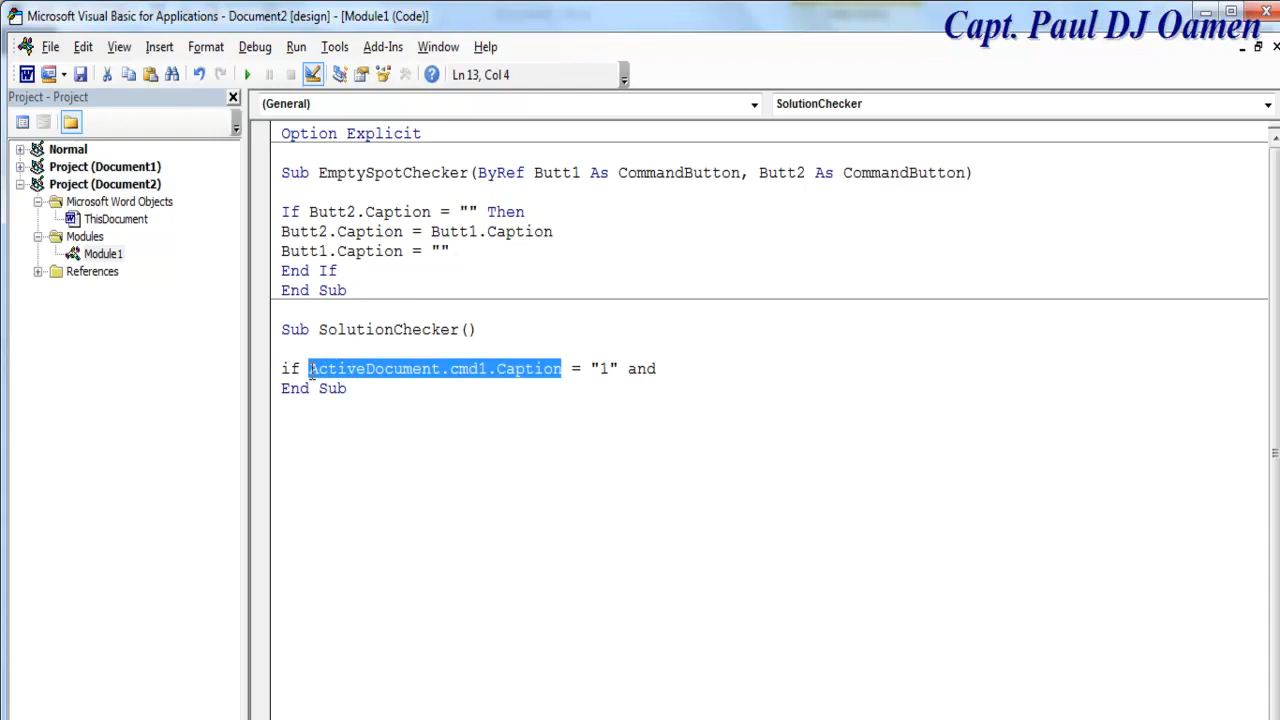 Microsoft Visual Basic for Applications - Document2 [design] - [Module1 (Code)]
Capt. Paul DJ Oamen
File Edit View Insert Format Debug Run Tools Add-Ins Window Help
Ln 13, Col 4
Project - Project
(General)
SolutionChecker
Normal
Project (Document1)
Project (Document2)
Microsoft Word Objects
ThisDocument
Modules
Module1
References
Option Explicit
Sub EmptySpotChecker(ByRef Butt1 As CommandButton, Butt2 As CommandButton)
If Butt2.Caption = "" Then
Butt2.Caption = Butt1.Caption
Butt1.Caption = ""
End If
End Sub
Sub SolutionChecker()
if ActiveDocument.cmd1.Caption = "1" and
End Sub